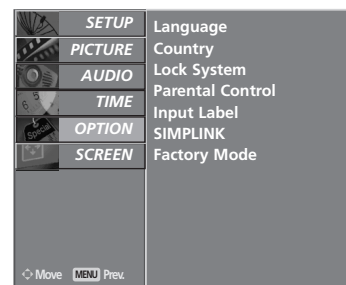 SETUP
PICTURE
AUDIO
TIME
OPTION
SCREEN
Language
Country
Lock System
Parental Control
Input Label
SIMPLINK
Factory Mode
Move MENU Prev.